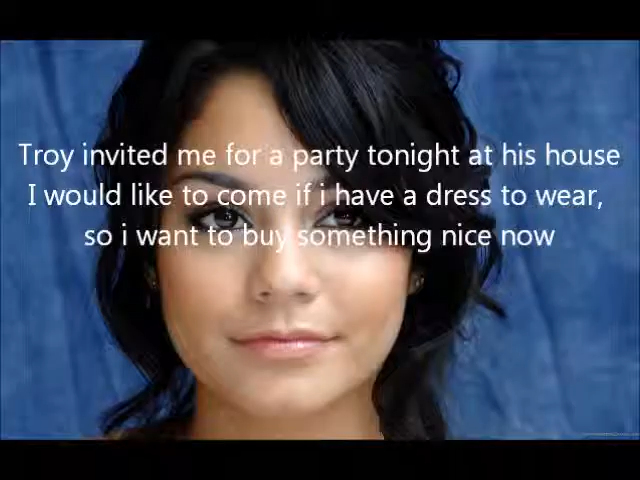 Troy invited me for a party tonight at his house
I would like to come if i have a dress to wear,
so i want to buy something nice now